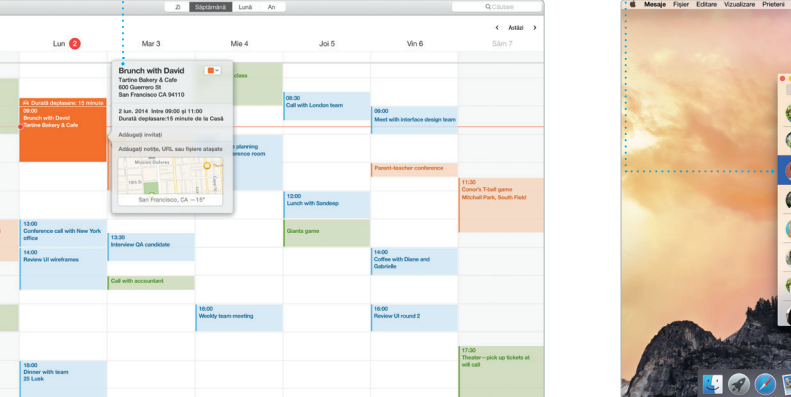 Zi Săptămână Lună An
Căutare
Astăzi
Lun 2 Mar 3 Mie 4 Joi 5 Vin 6 Sâm 7
Brunch with David
Tartine Bakery & Cafe
600 Guerrero St
San Francisco CA 94110
2 iun. 2014 între 09:00 și 11:00
Durată deplasare:15 minute de la Casă
Adăugați invitați
Adăugați notițe, URL sau fișiere atașate
Mission Dolores
San Francisco, CA — 15°
Durată deplasare: 15 minute
09:00
Brunch with David
Tartine Bakery & Cafe
13:00
Conference call with New York
office
14:00
Review UI wireframes
18:00
Dinner with team
25 Lusk
13:30
Interview QA candidate
Call with accountant
class
planning
16:00
Weekly team meeting
08:30
Call with London team
12:00
Lunch with Sandeep
Giants game
09:00
Meet with interface design team
Parent-teacher conference
14:00
Coffee with Diane and
Gabrielle
16:00
Review UI round 2
11:30
Conor's T-ball game
Mitchell Park, South Field
17:30
Theater—pick up tickets at
will call
Mesaje Fișier Editare Vizualizare Prieteni